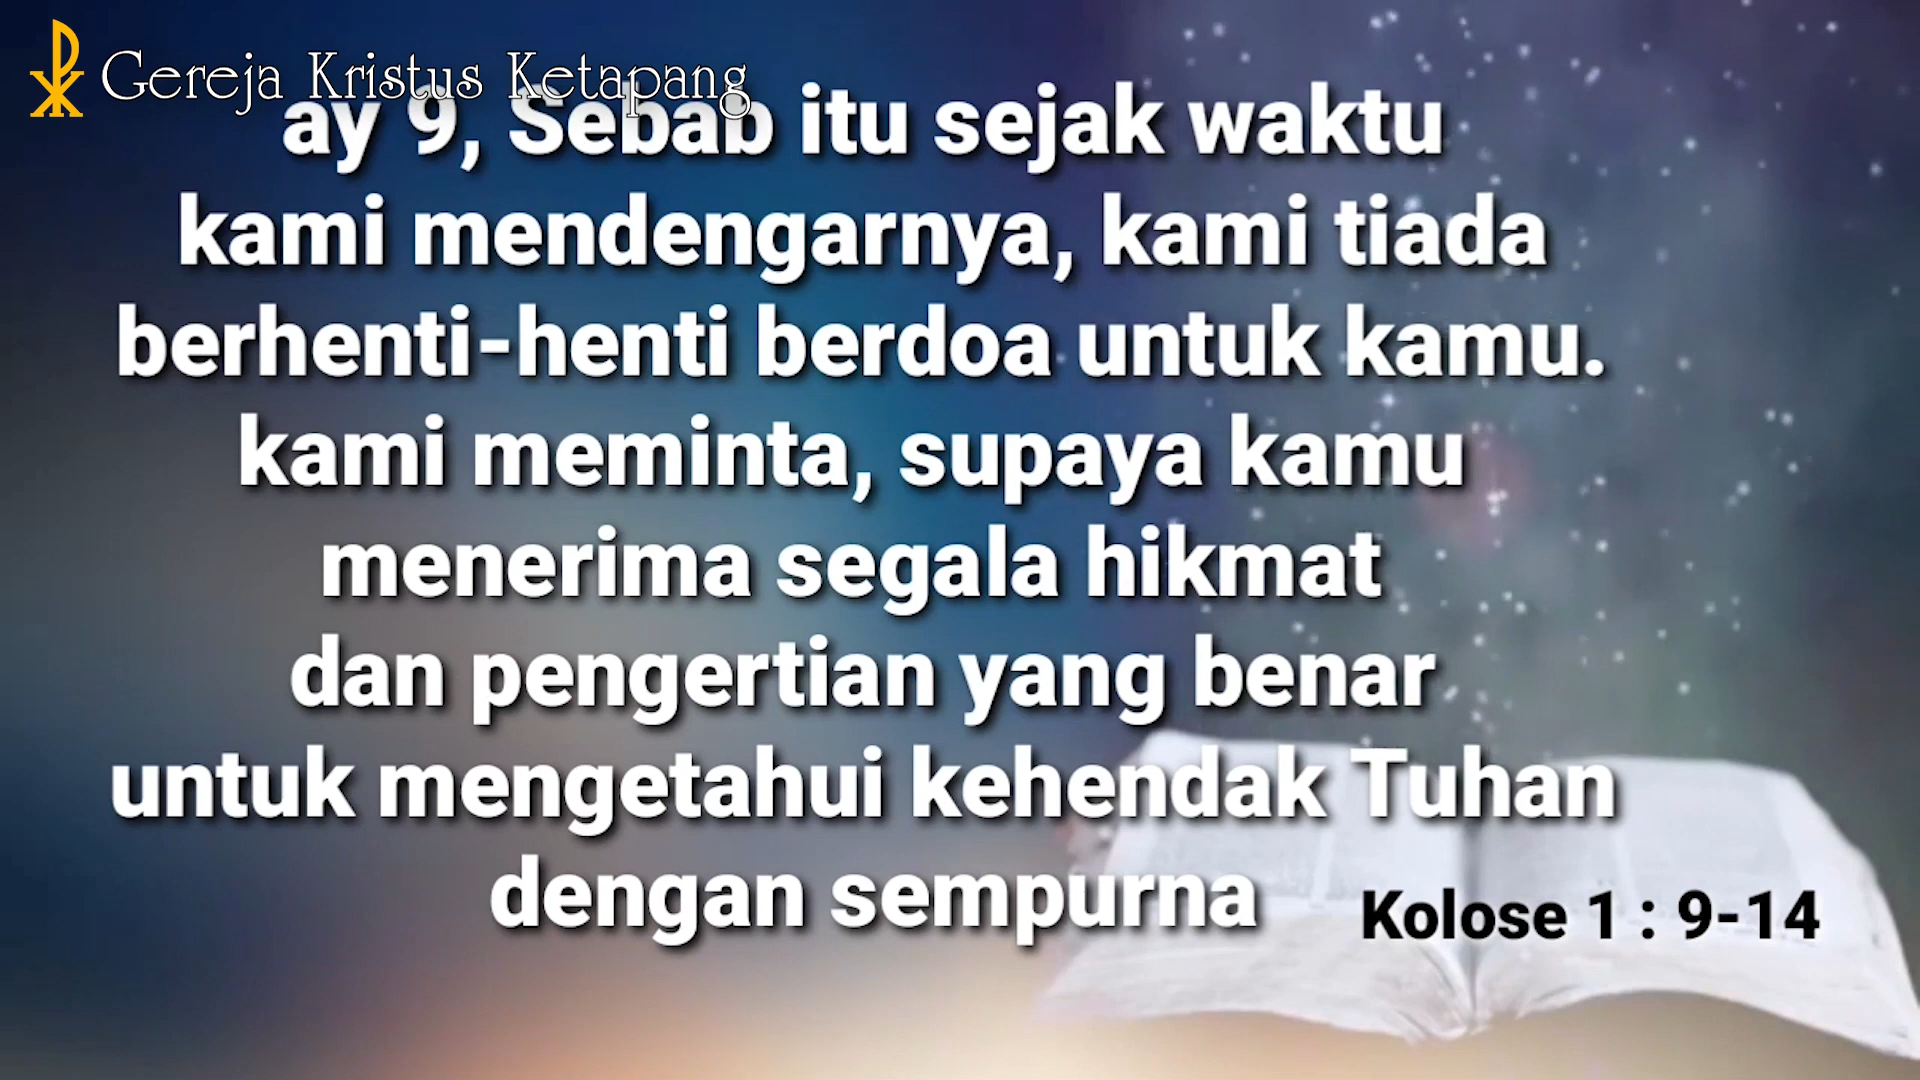 Gereja Kristus Ketapang
ay 9, Sebab itu sejak waktu
kami mendengarnya, kami tiada
berhenti-henti berdoa untuk kamu.
kami meminta, supaya kamu
menerima segala hikmat
dan pengertian yang benar
untuk mengetahui kehendak Tuhan
dengan sempurna
Kolose 1 : 9-14